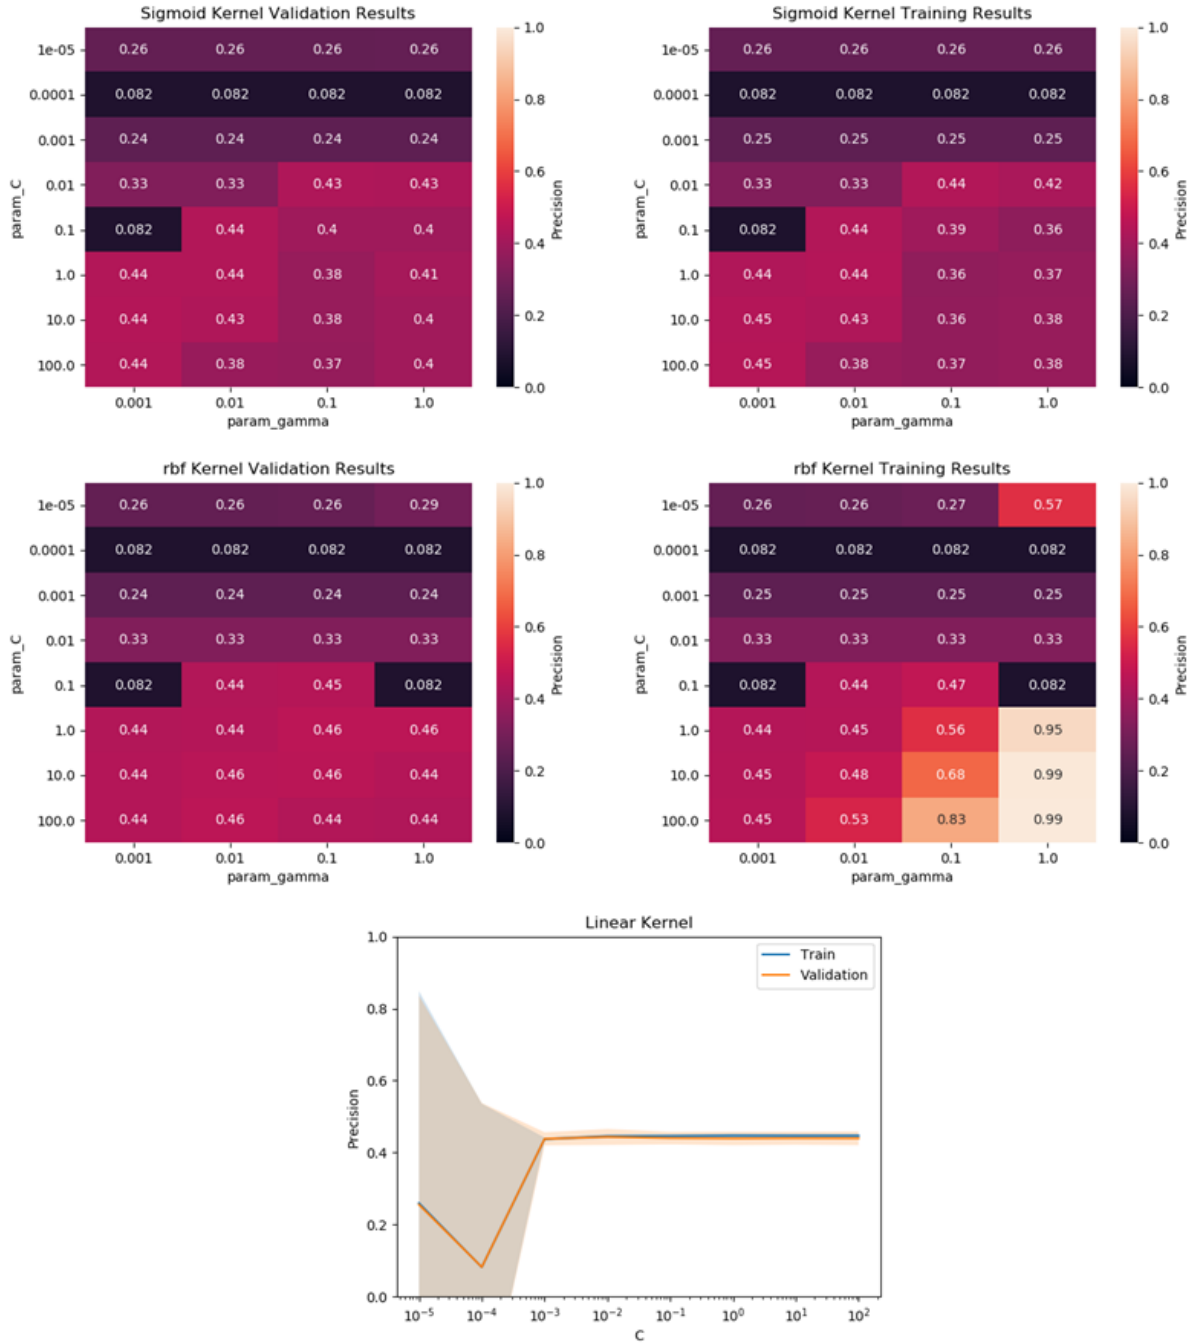 Sigmoid Kernel Validation Results
param_C
1e-05 0.26 0.26 0.26 0.26
0.0001 0.082 0.082 0.082 0.082
0.001 0.24 0.24 0.24 0.24
0.01 0.33 0.33 0.43 0.43
0.1 0.082 0.44 0.4 0.4
1.0 0.44 0.44 0.38 0.41
10.0 0.44 0.43 0.38 0.4
100.0 0.44 0.38 0.37 0.4
0.001 0.01 0.1 1.0
param_gamma
1.0
0.8
0.6
0.4
0.2
0.0
Precision
Sigmoid Kernel Training Results
param_C
1e-05 0.26 0.26 0.26 0.26
0.0001 0.082 0.082 0.082 0.082
0.001 0.25 0.25 0.25 0.25
0.01 0.33 0.33 0.44 0.42
0.1 0.082 0.44 0.39 0.36
1.0 0.44 0.44 0.36 0.37
10.0 0.45 0.43 0.36 0.38
100.0 0.45 0.38 0.37 0.38
0.001 0.01 0.1 1.0
param_gamma
1.0
0.8
0.6
0.4
0.2
0.0
Precision
rbf Kernel Validation Results
param_C
1e-05 0.26 0.26 0.26 0.29
0.0001 0.082 0.082 0.082 0.082
0.001 0.24 0.24 0.24 0.24
0.01 0.33 0.33 0.33 0.33
0.1 0.082 0.44 0.45 0.082
1.0 0.44 0.44 0.46 0.46
10.0 0.44 0.46 0.46 0.44
100.0 0.44 0.46 0.44 0.44
0.001 0.01 0.1 1.0
param_gamma
1.0
0.8
0.6
0.4
0.2
0.0
Precision
rbf Kernel Training Results
param_C
1e-05 0.26 0.26 0.27 0.57
0.0001 0.082 0.082 0.082 0.082
0.001 0.25 0.25 0.25 0.25
0.01 0.33 0.33 0.33 0.33
0.1 0.082 0.44 0.47 0.082
1.0 0.44 0.45 0.56 0.95
10.0 0.45 0.48 0.68 0.99
100.0 0.45 0.53 0.83 0.99
0.001 0.01 0.1 1.0
param_gamma
1.0
0.8
0.6
0.4
0.2
0.0
Precision
Linear Kernel
Train
Validation
Precision
1.0
0.8
0.6
0.4
0.2
0.0
10⁻⁵ 10⁻⁴ 10⁻³ 10⁻² 10⁻¹ 10⁰ 10¹ 10²
C